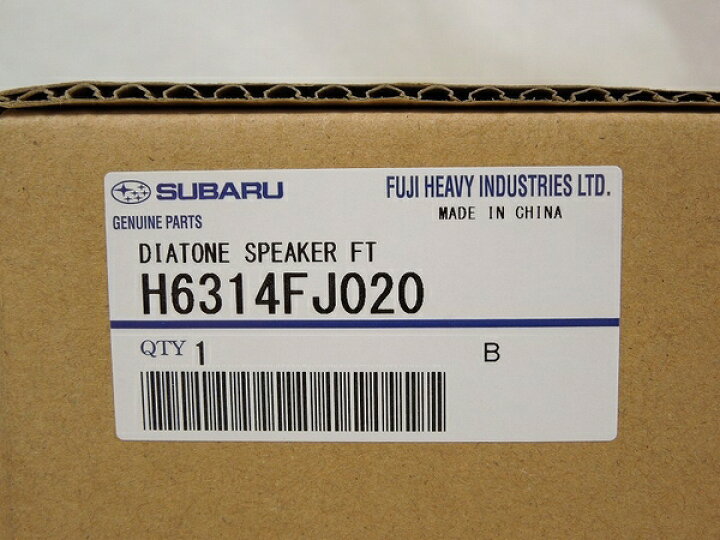 SUBARU
FUJI HEAVY INDUSTRIES LTD.
GENUINE PARTS
MADE IN CHINA
DIATONE SPEAKER FT
H6314FJ020
QTY 1
B